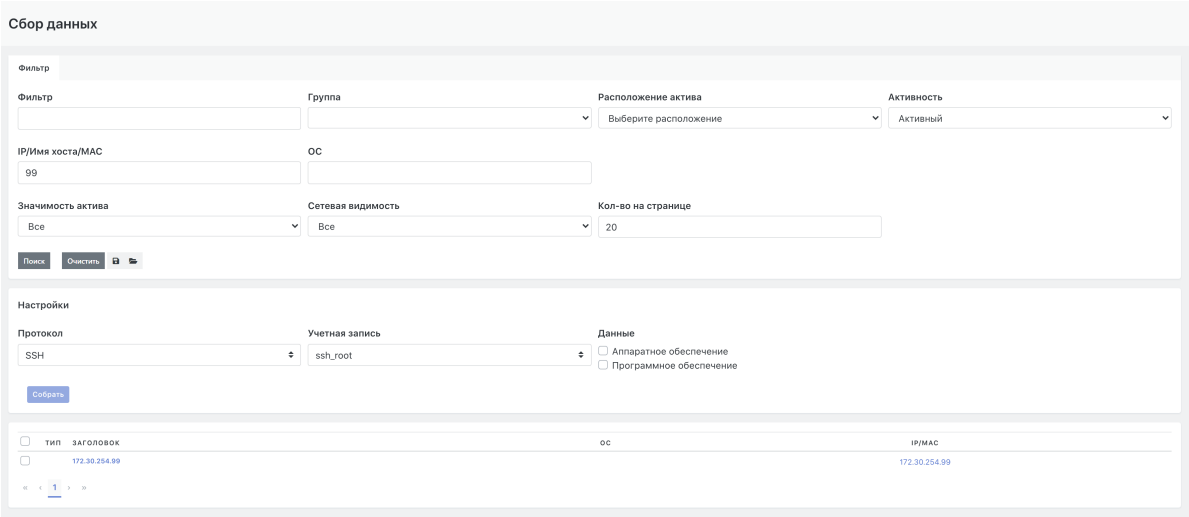 Сбор данных
Фильтр
Фильтр Группа Расположение актива Активность
Выберите расположение Активный
IP/Имя хоста/MAC ОС
99
Значимость актива Сетевая видимость Кол-во на странице
Все Все 20
Поиск Очистить
Настройки
Протокол Учетная запись Данные
SSH ssh_root Аппаратное обеспечение
Программное обеспечение
Собрать
ТИП ЗАГОЛОВОК ОС IP/MAC
172.30.254.99 172.30.254.99
« ‹ 1 › »